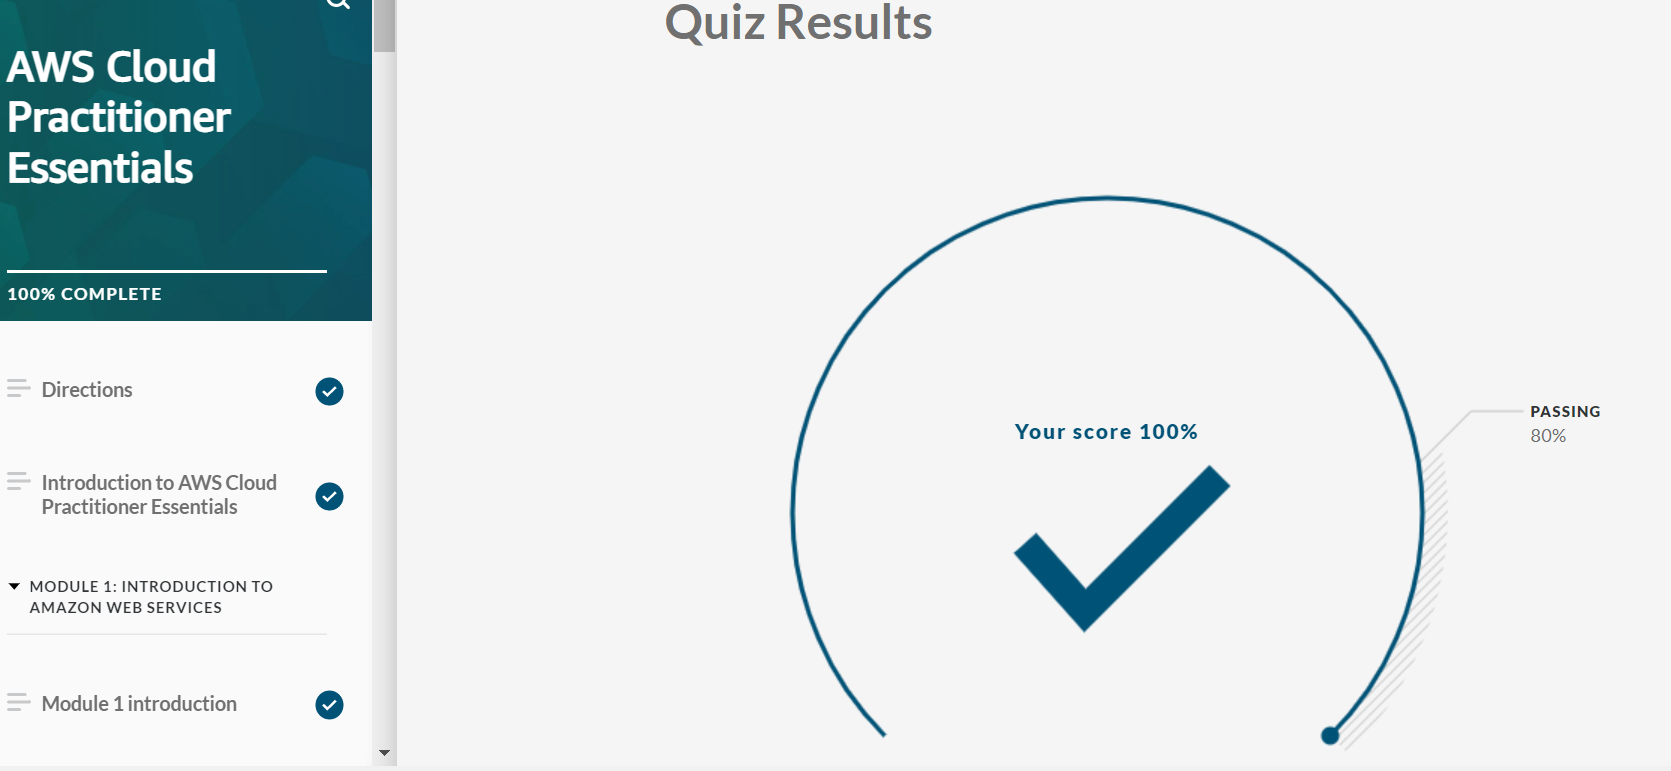 AWS Cloud
Practitioner
Essentials
100% COMPLETE
Directions
Introduction to AWS Cloud
Practitioner Essentials
MODULE 1: INTRODUCTION TO
AMAZON WEB SERVICES
Module 1 introduction
Quiz Results
Your score 100%
PASSING
80%